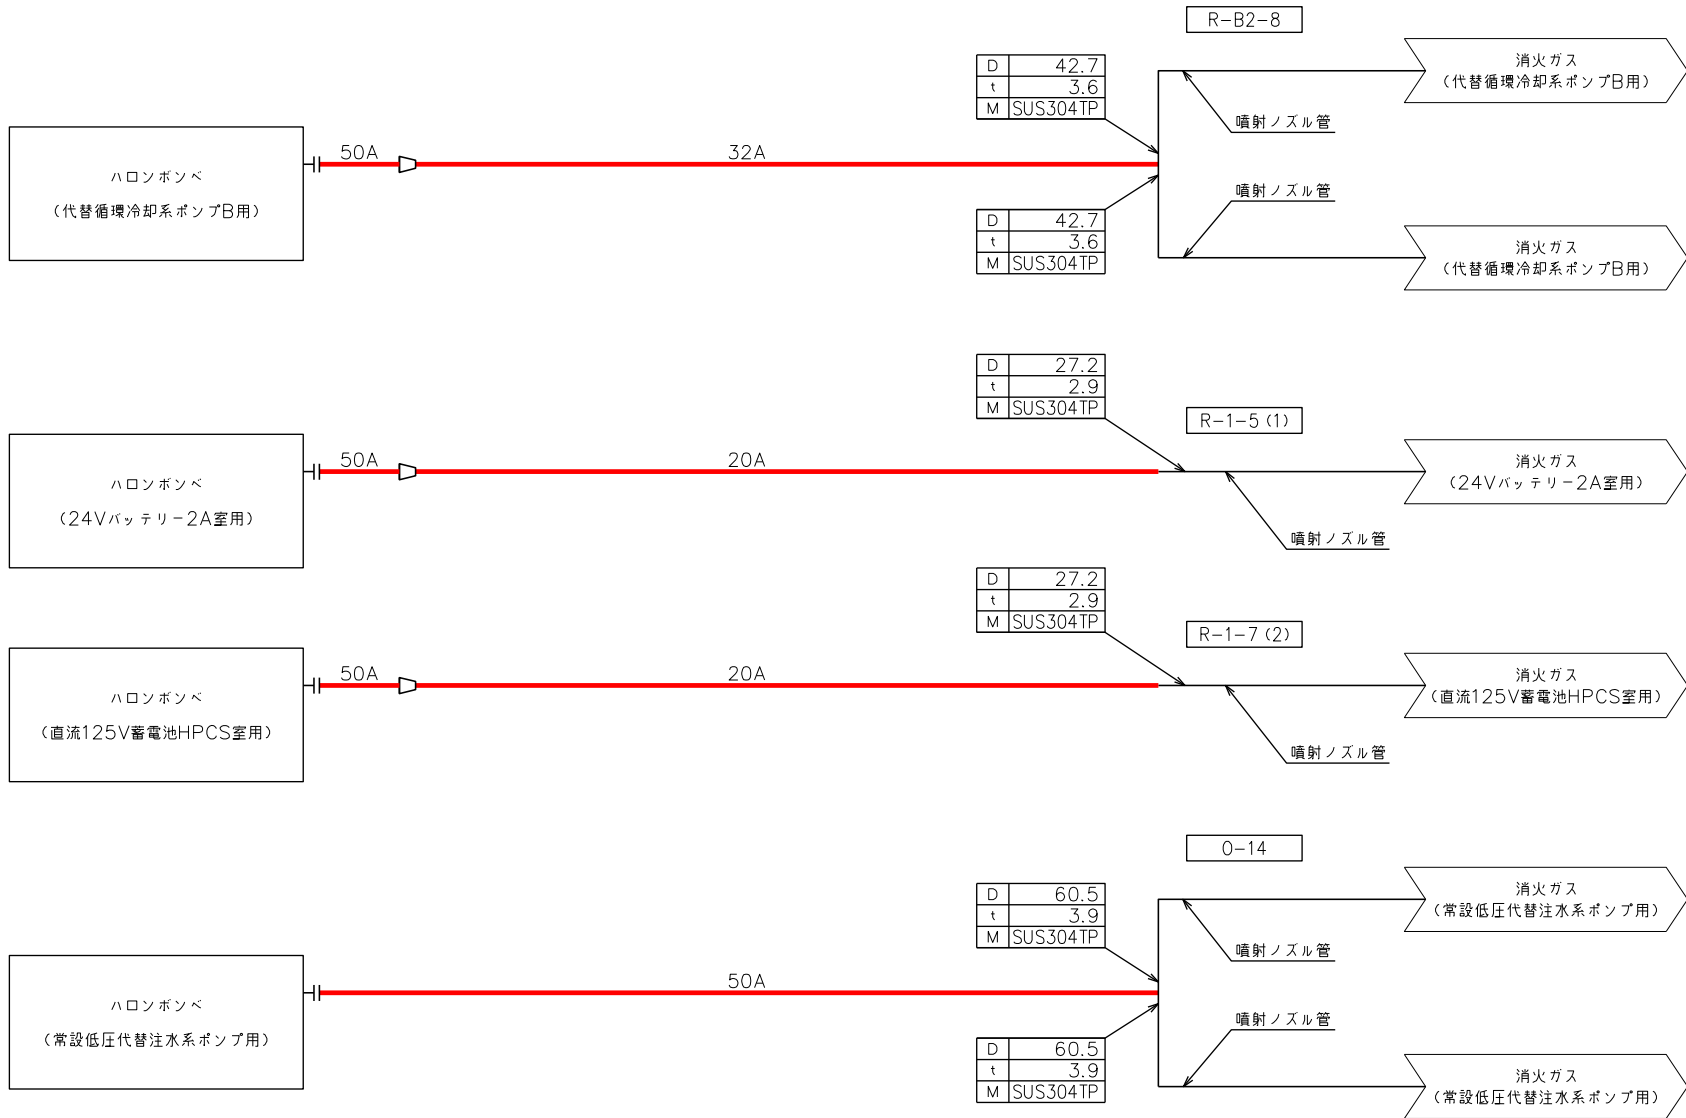 R-B2-8
D 42.7
t 3.6
M SUS304TP
消火ガス
(代替循環冷却系ポンプB用)
噴射ノズル管
50A
32A
ハロンボンベ
(代替循環冷却系ポンプB用)
噴射ノズル管
D 42.7
t 3.6
M SUS304TP
消火ガス
(代替循環冷却系ポンプB用)
D 27.2
t 2.9
M SUS304TP
R-1-5(1)
50A
20A
消火ガス
(24Vバッテリー2A室用)
ハロンボンベ
(24Vバッテリー2A室用)
噴射ノズル管
D 27.2
t 2.9
M SUS304TP
R-1-7(2)
50A
20A
消火ガス
(直流125V蓄電池HPCS室用)
ハロンボンベ
(直流125V蓄電池HPCS室用)
噴射ノズル管
O-14
D 60.5
t 3.9
M SUS304TP
消火ガス
(常設低圧代替注水系ポンプ用)
噴射ノズル管
50A
ハロンボンベ
(常設低圧代替注水系ポンプ用)
噴射ノズル管
D 60.5
t 3.9
M SUS304TP
消火ガス
(常設低圧代替注水系ポンプ用)